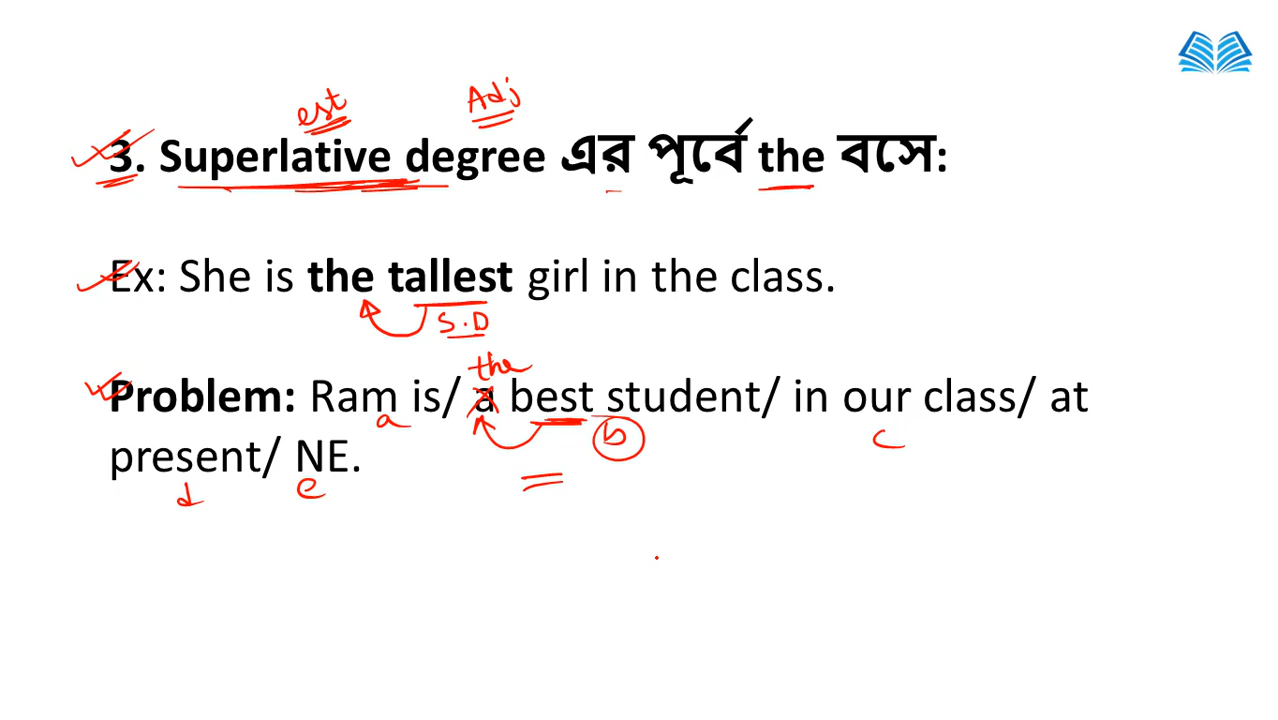 est Adj
3. Superlative degree এর পূর্বে the বসে:
Ex: She is the tallest girl in the class.
S.D
the
Problem: Ram is/ a best student/ in our class/ at
a b c
present/ NE.
d e